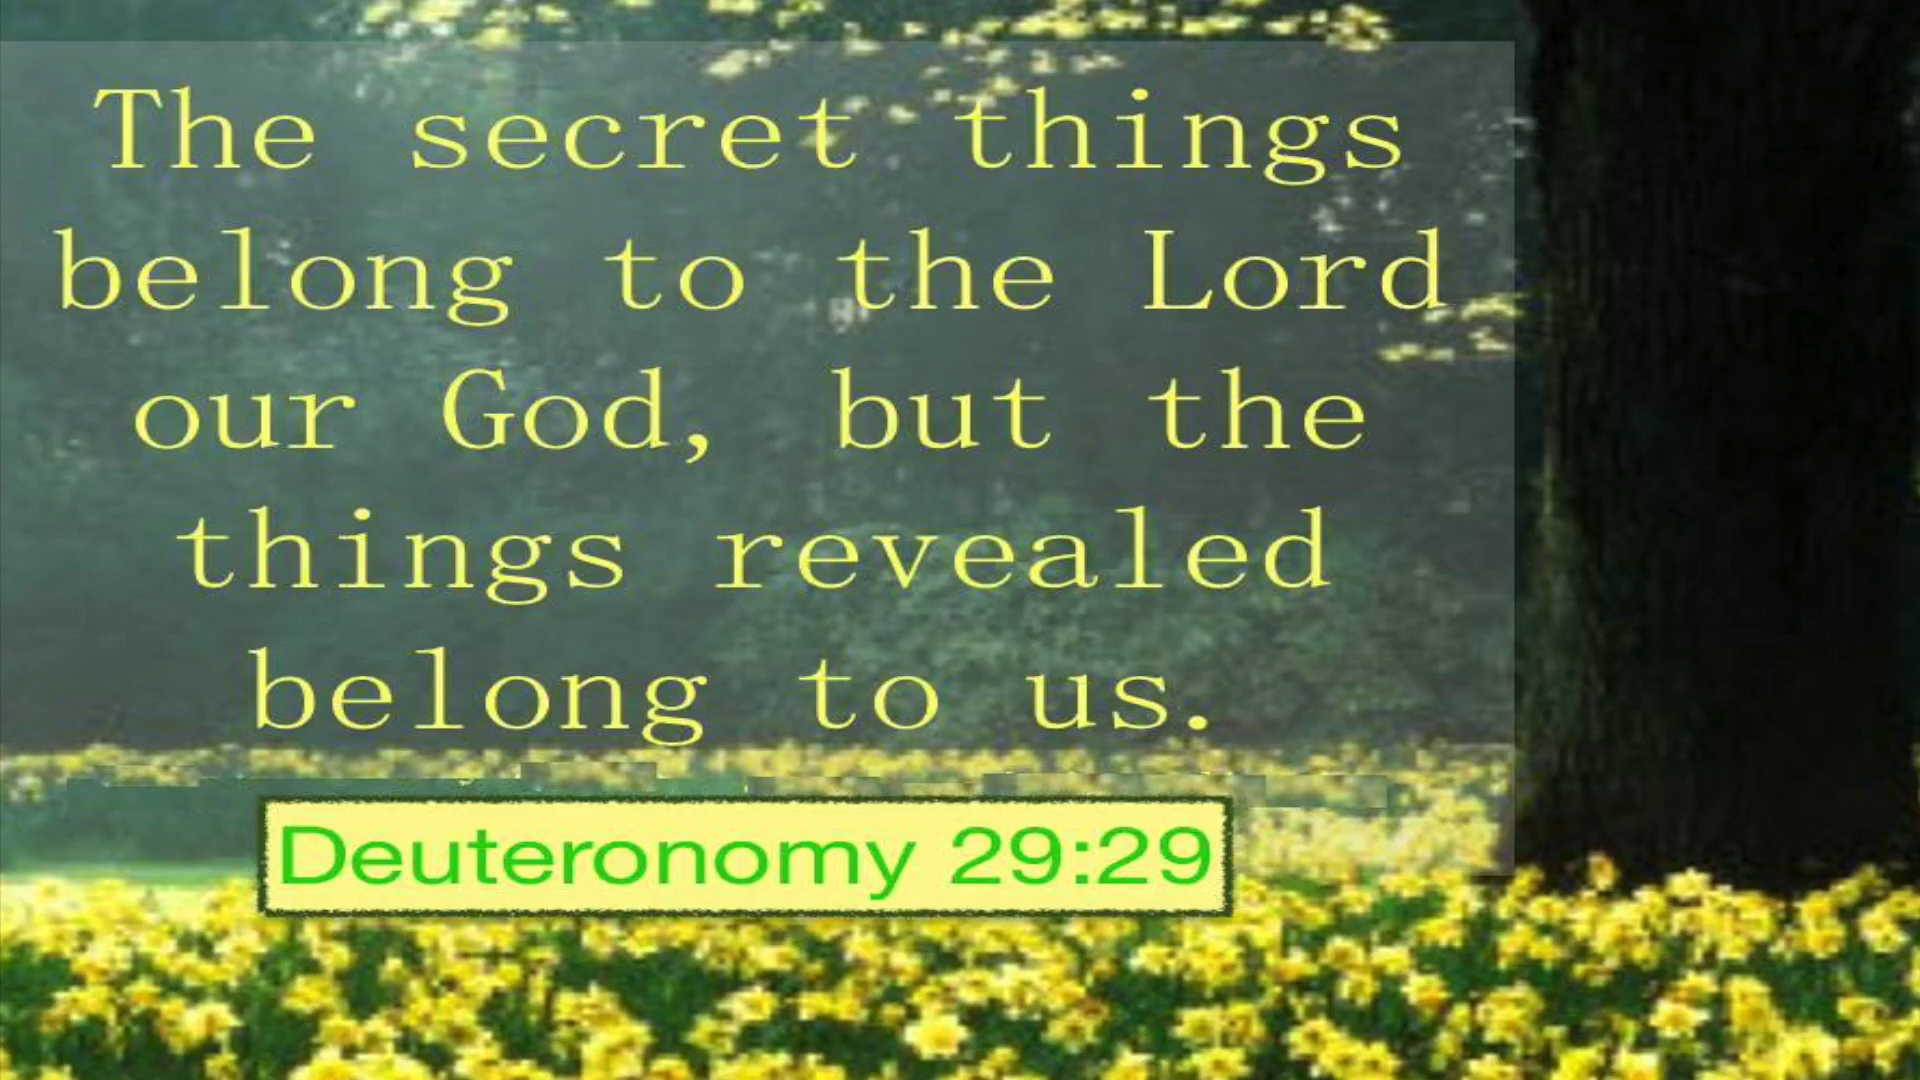 The secret things
belong to the Lord
our God, but the
things revealed
belong to us.
Deuteronomy 29:29